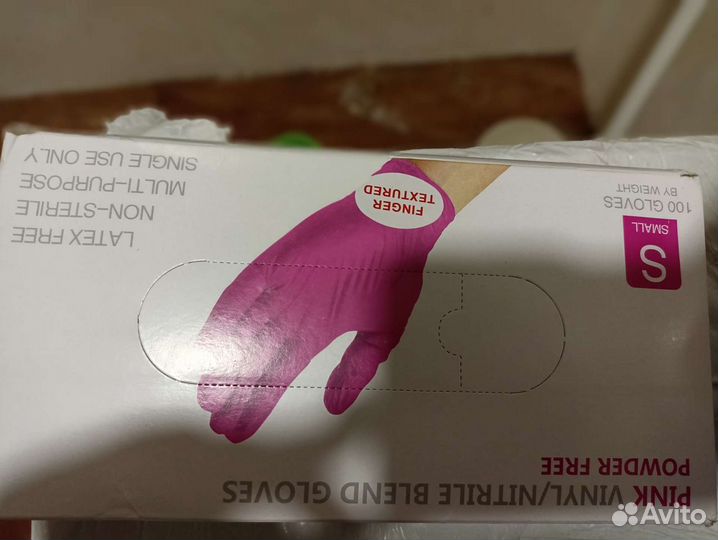 PINK VINYL/NITRILE BLEND GLOVES
POWDER FREE
S
SMALL
100 GLOVES
BY WEIGHT
FINGER
TEXTURED
LATEX FREE
NON-STERILE
MULTI-PURPOSE
SINGLE USE ONLY
Avito